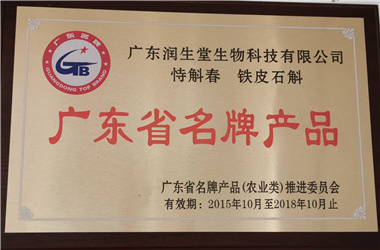 广东名牌
GTB
GUANGDONG TOP BRAND
广东润生堂生物科技有限公司
恃斛春 铁皮石斛
广东省名牌产品
广东省名牌产品(农业类)推进委员会
有效期：2015年10月至2018年10月止